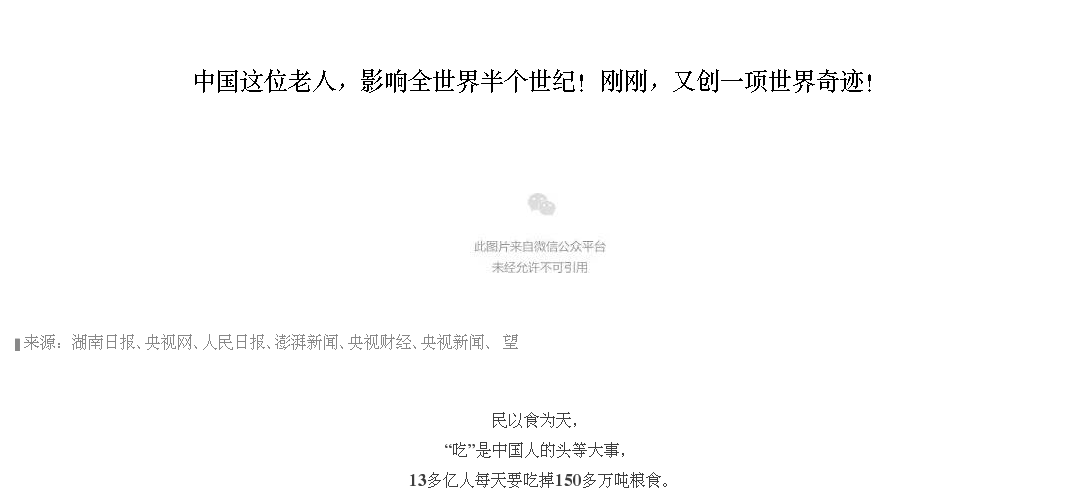 中国这位老人，影响全世界半个世纪！刚刚，又创一项世界奇迹！
此图片来自微信公众平台
未经允许不可引用
来源：湖南日报、央视网、人民日报、澎湃新闻、央视财经、央视新闻、 望
民以食为天，
“吃”是中国人的头等大事，
13多亿人每天要吃掉150多万吨粮食。